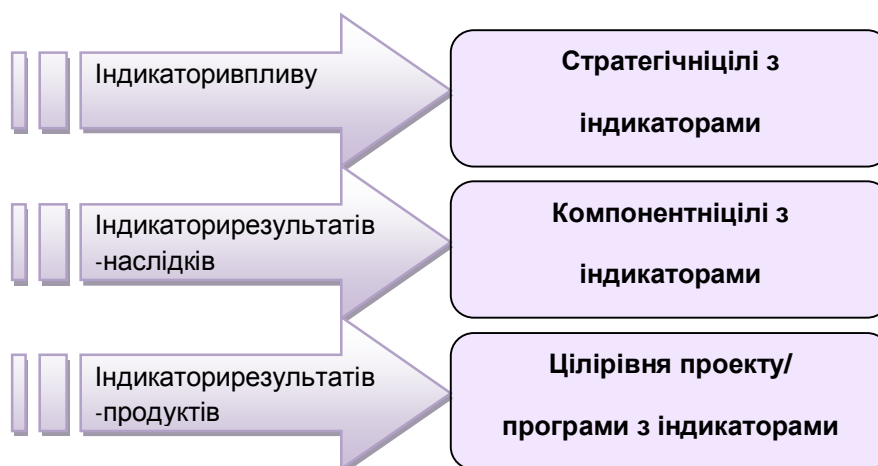 Індикаторивпливу
Стратегічніцілі з
індикаторами
Індикаторирезультатів
-наслідків
Компонентніцілі з
індикаторами
Індикаторирезультатів
-продуктів
Цілірівня проекту/
програми з індикаторами